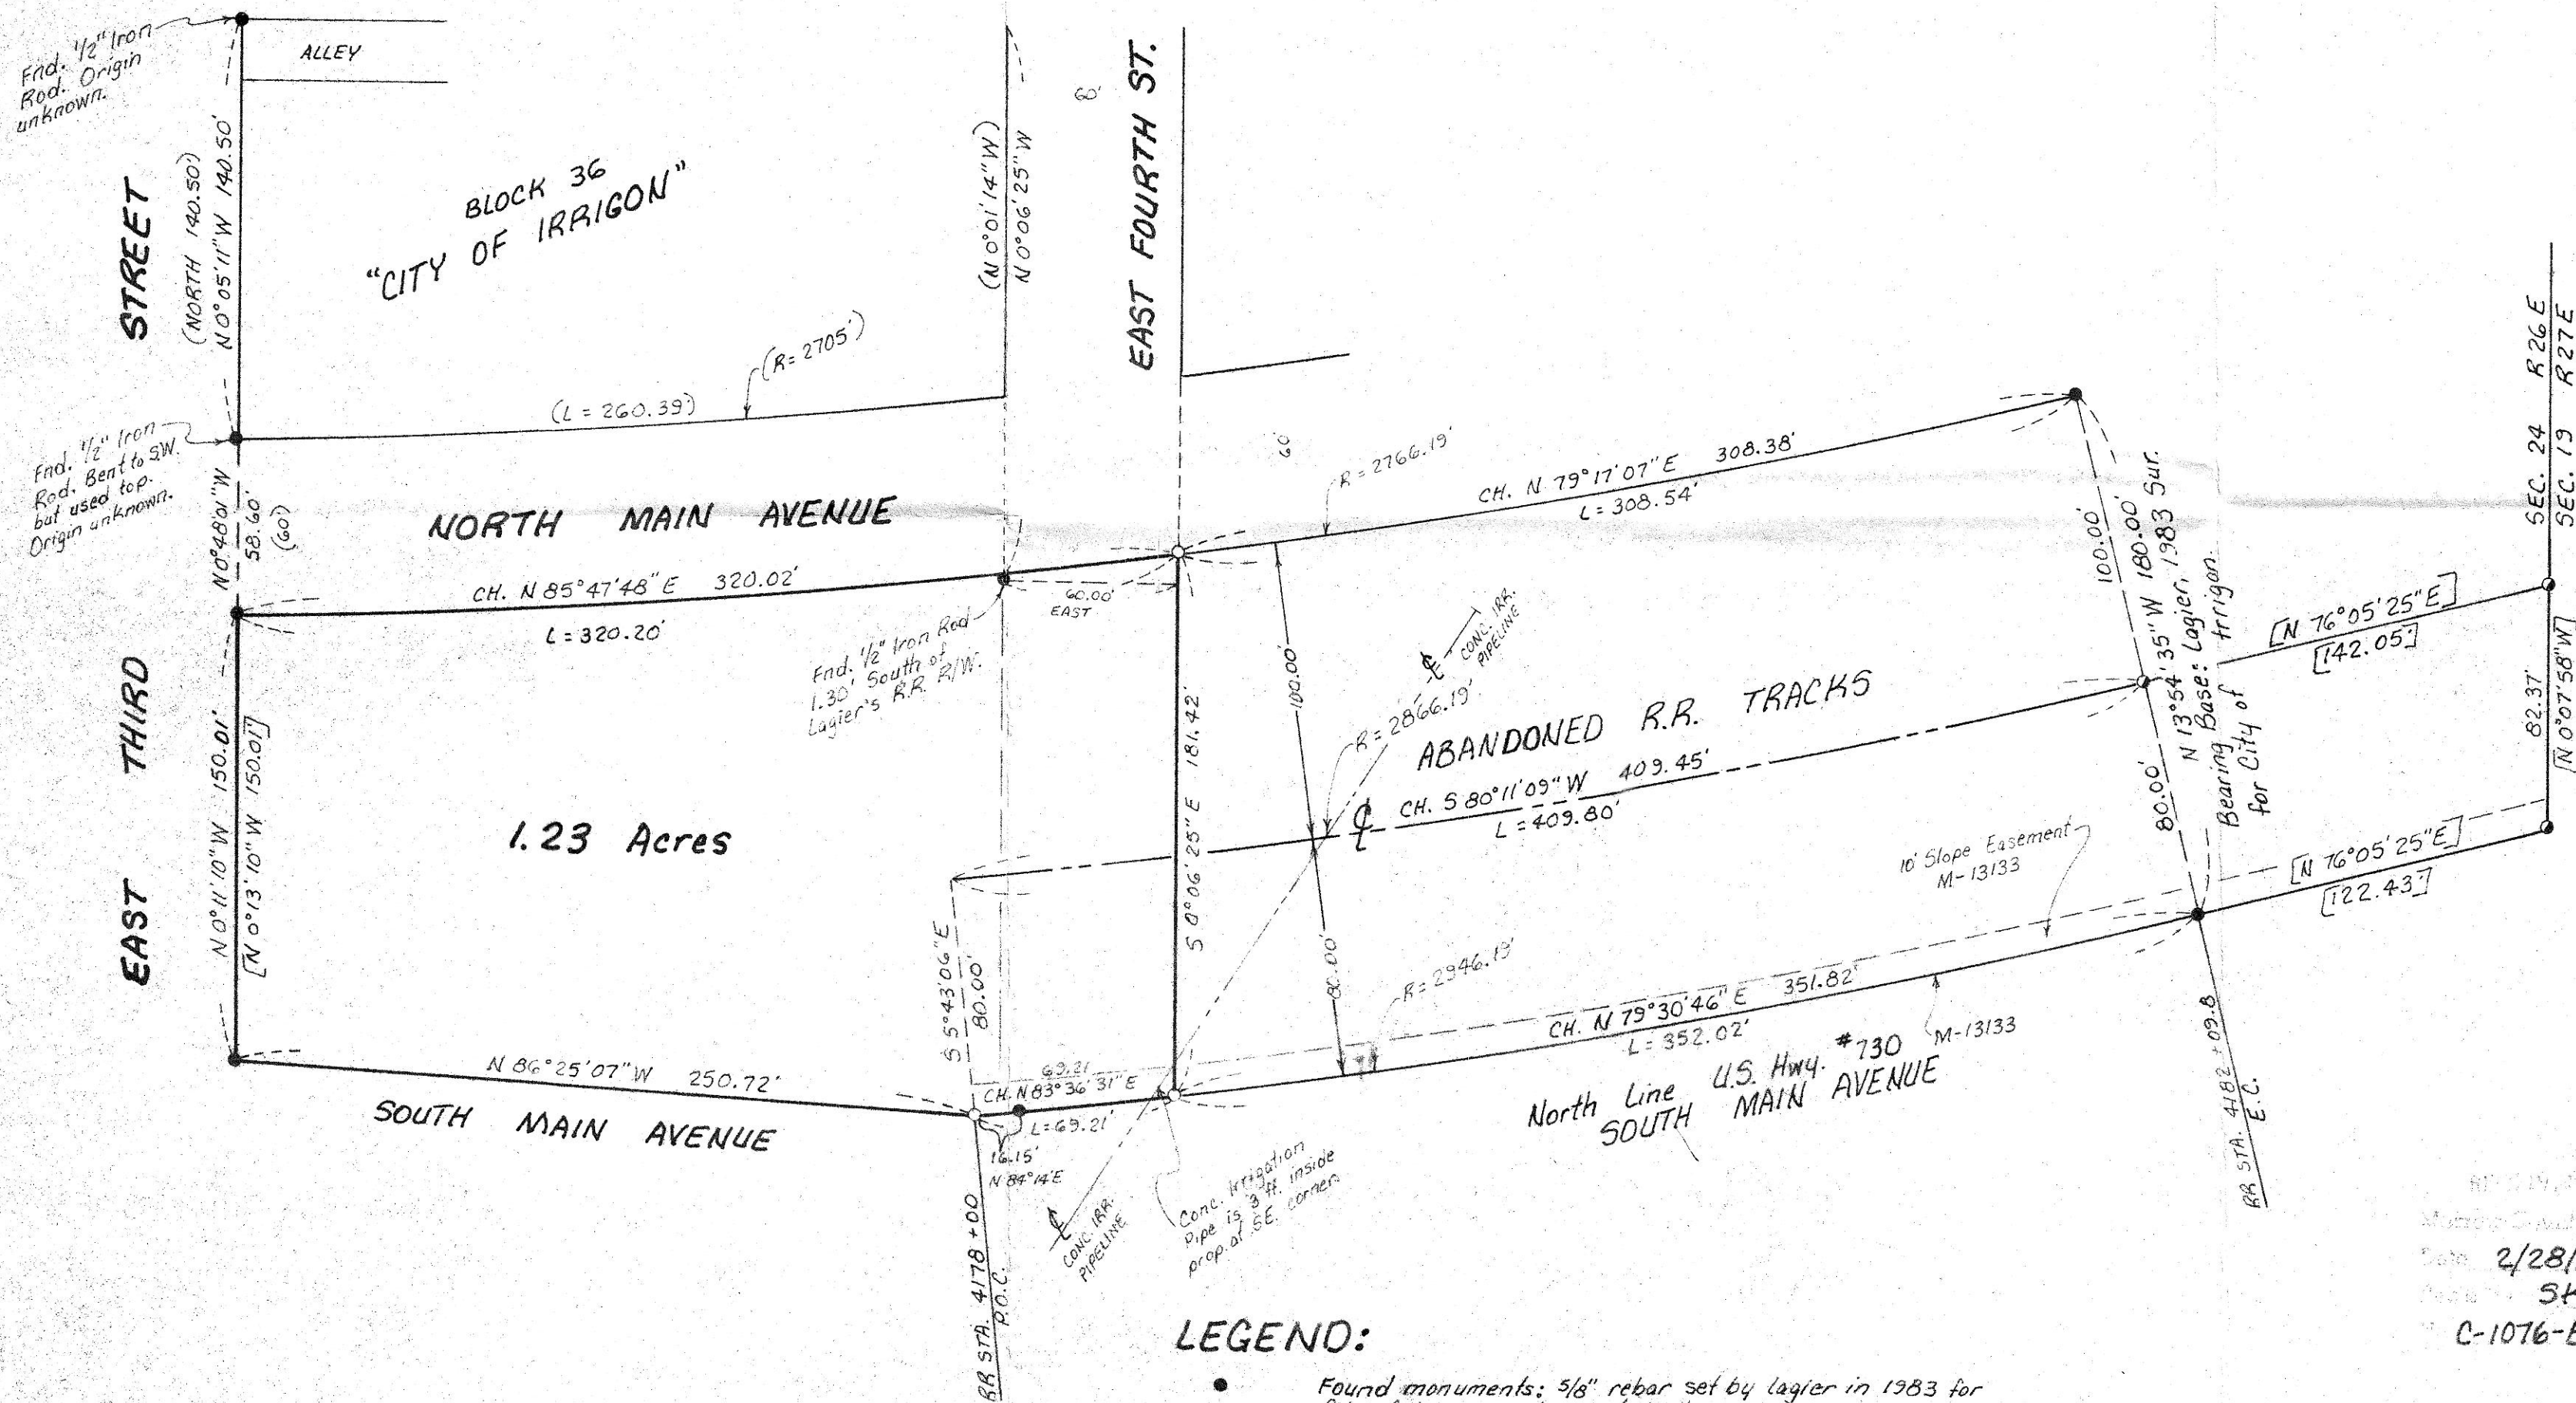 Fnd. 1/2" Iron
Rod. Origin
unknown.
ALLEY
STREET
(NORTH 140.50')
N 0°05'11" W 140.50'
BLOCK 36
"CITY OF IRRIGON"
(N 0°01'14" W)
N 0°06'25" W
60'
EAST FOURTH ST.
(R= 2705')
(L = 260.39')
Fnd. 1/2" Iron
Rod. Bent to S.W.
but used top.
Origin unknown.
N 0°48'01" W
58.60'
(60')
NORTH MAIN AVENUE
CH. N 85°47'48" E 320.02'
L = 320.20'
60.00'
EAST
Fnd. 1/2" Iron Rod
1.30' South of
Lagier's R.R. R/W.
60'
R = 2766.19'
CH. N 79°17'07" E 308.38'
L = 308.54'
100.00'
N 13°54'35" W 180.00'
Bearing Base: Lagier, 1983 Sur.
for City of Irrigon.
SEC. 24 R 26 E
SEC. 19 R 27 E
[N 76°05'25" E]
[142.05']
82.37'
[N 0°07'58" W]
EAST THIRD
N 0°11'10" W 150.01'
[N 0°13'10" W 150.01']
1.23 Acres
S 0°06'25" E 181.42'
100.00'
℄ CONC. IRR.
PIPELINE
R = 2866.19'
ABANDONED R.R. TRACKS
℄ CH. S 80°11'09" W 409.45'
L = 409.80'
80.00'
10' Slope Easement
M-13133
[N 76°05'25" E]
[122.43']
S 5°43'06" E
80.00'
80.00'
R = 2946.19'
CH. N 79°30'46" E 351.82'
L = 352.02'
M-13133
North Line U.S. Hwy. #730
SOUTH MAIN AVENUE
N 86°25'07" W 250.72'
SOUTH MAIN AVENUE
69.21
CH. N 83°36'31" E
L = 69.21'
16.15'
N 84°14' E
RR STA. 4178 + 00
P.O.C.
℄
CONC. IRR.
PIPELINE
Conc. Irrigation
Pipe is 3 ft. inside
prop. at S.E. corner.
RR STA. 4182 + 09.8
E.C.
2/28/
C-1076-
LEGEND:
Found monuments: 5/8" rebar set by Lagier in 1983 for